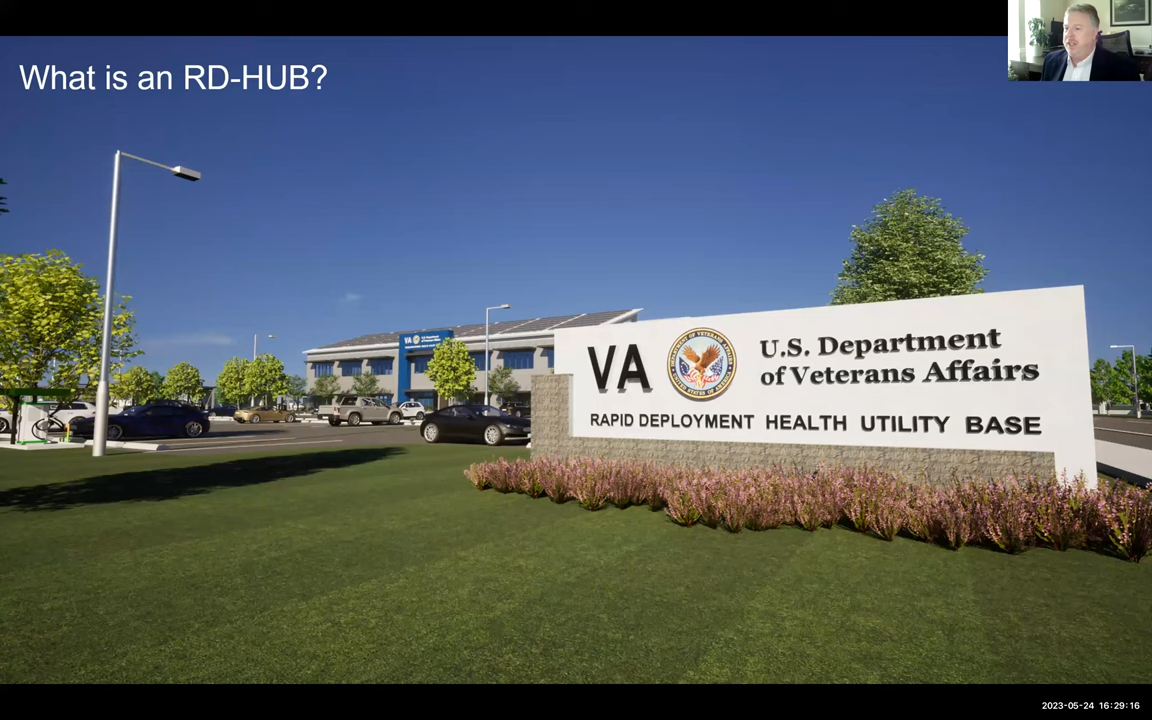 What is an RD-HUB?
VA
U.S. Department
of Veterans Affairs
RAPID DEPLOYMENT HEALTH UTILITY BASE
VA
2023-05-24 16:29:16